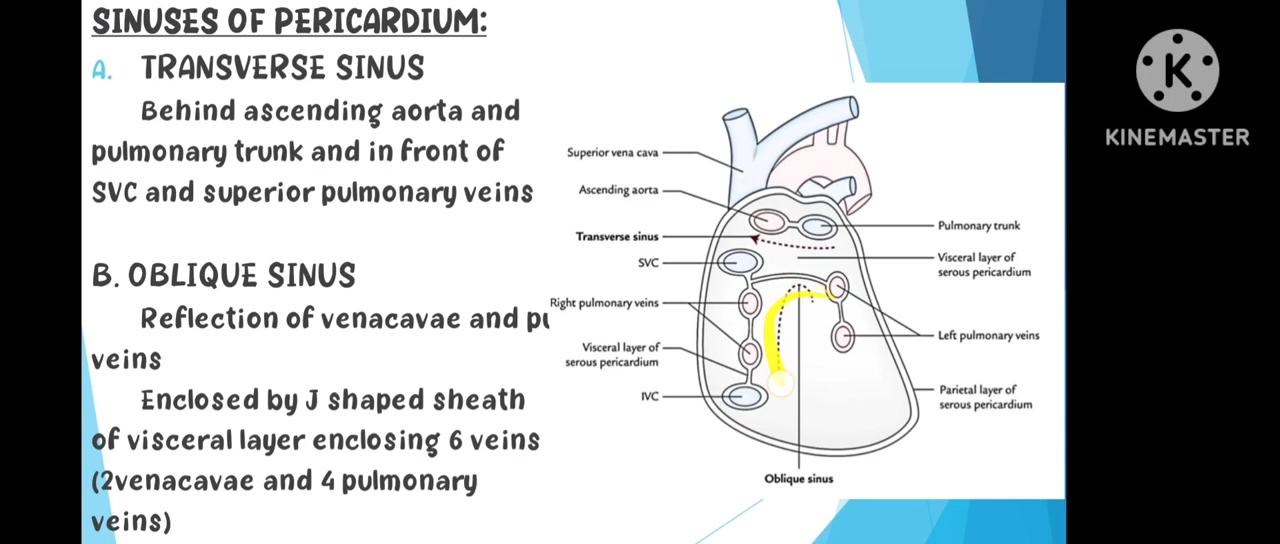 SINUSES OF PERICARDIUM:
A. TRANSVERSE SINUS
Behind ascending aorta and
pulmonary trunk and in front of
SVC and superior pulmonary veins
B. OBLIQUE SINUS
Reflection of venacavae and
veins
Enclosed by J shaped sheath
of visceral layer enclosing 6 veins
(2venacavae and 4 pulmonary
veins)
Superior vena cava
Ascending aorta
Transverse sinus
SVC
Right pulmonary veins
Visceral layer of
serous pericardium
IVC
Pulmonary trunk
Visceral layer of
serous pericardium
Left pulmonary veins
Parietal layer of
serous pericardium
Oblique sinus
K
KINEMASTER